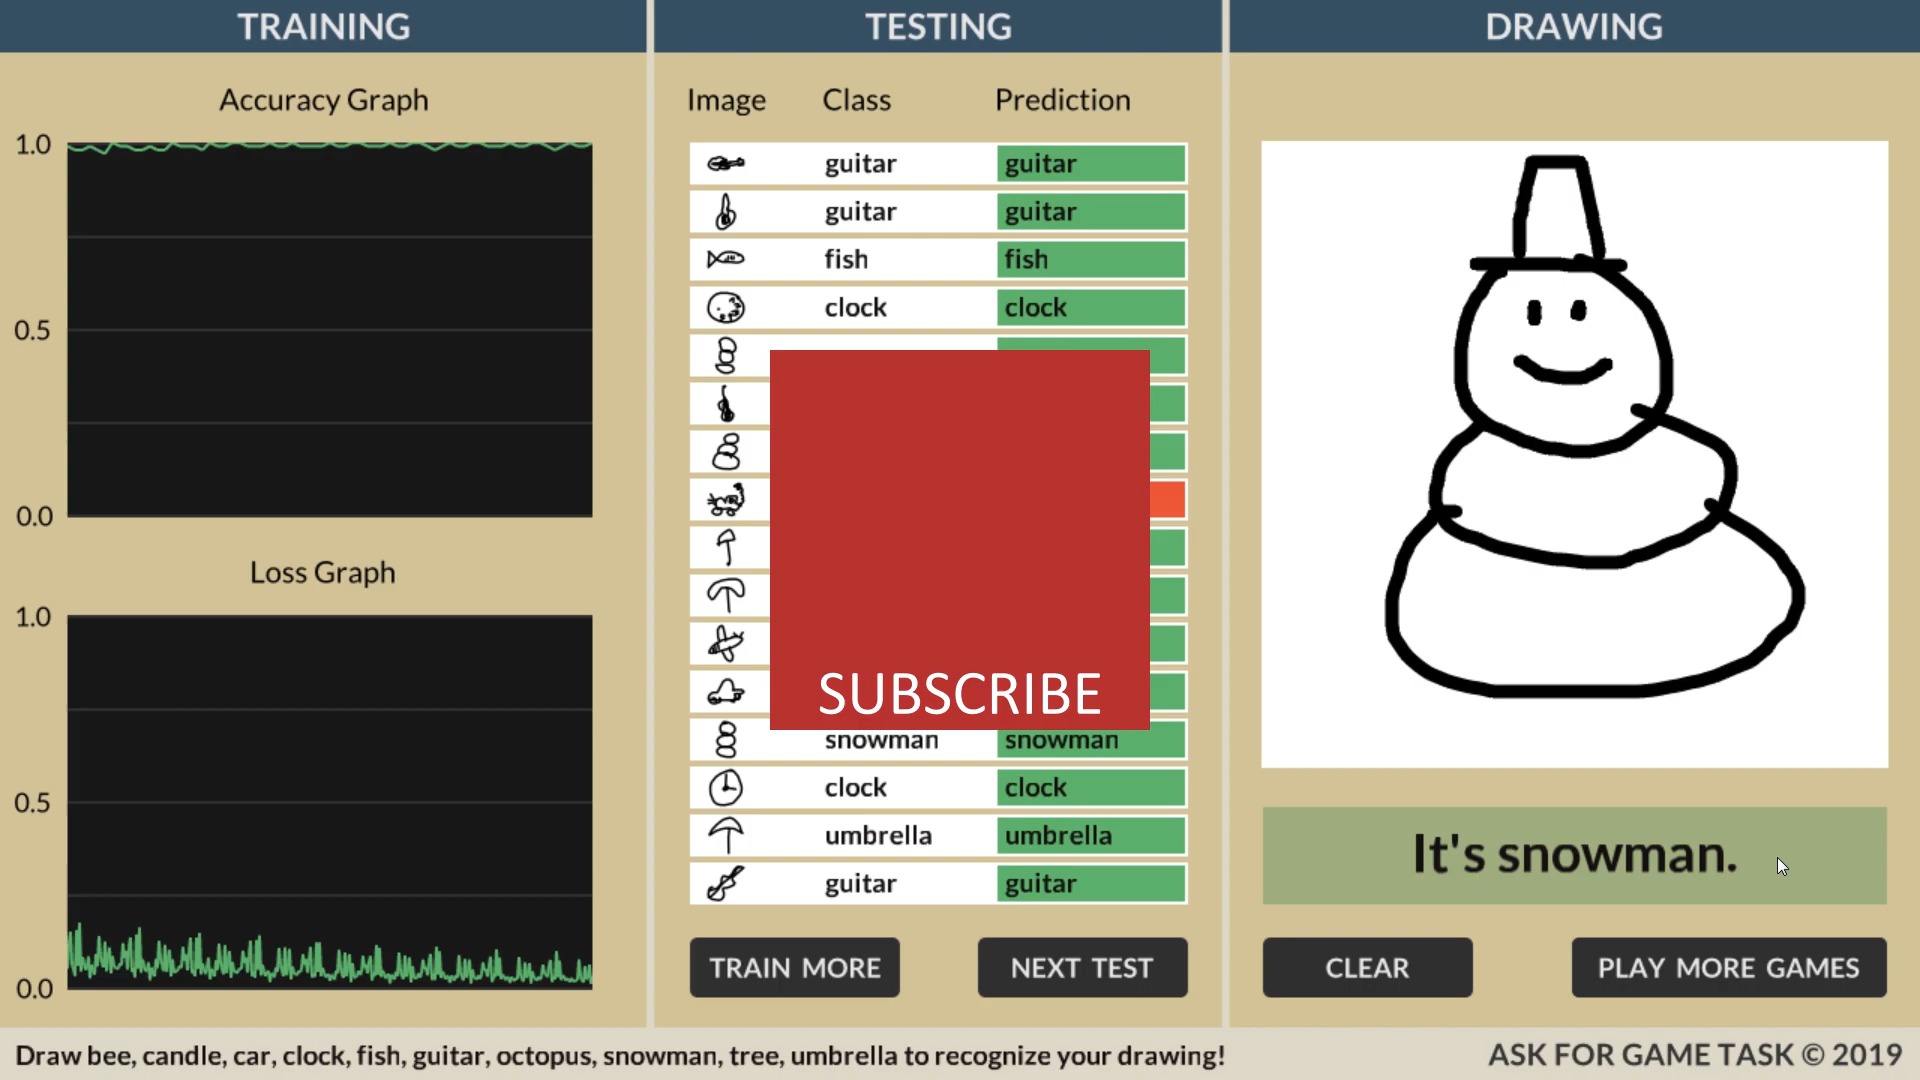 TRAINING
TESTING
DRAWING
Accuracy Graph
1.0
0.5
0.0
Loss Graph
1.0
0.5
0.0
Image Class Prediction
guitar guitar
guitar guitar
fish fish
clock clock
SUBSCRIBE
snowman snowman
clock clock
umbrella umbrella
guitar guitar
TRAIN MORE
NEXT TEST
It's snowman.
CLEAR
PLAY MORE GAMES
Draw bee, candle, car, clock, fish, guitar, octopus, snowman, tree, umbrella to recognize your drawing!
ASK FOR GAME TASK © 2019